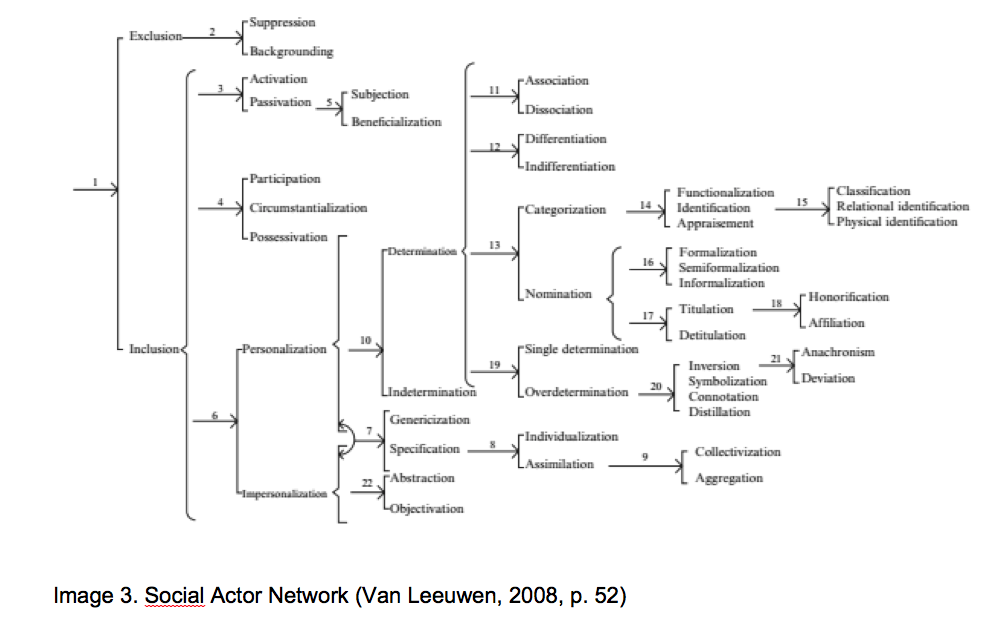 Suppression
Exclusion 2
Backgrounding
3 Activation
Passivation 5 Subjection
Beneficialization
11 Association
Dissociation
12 Differentiation
Indifferentiation
1
4 Participation
Circumstantialization
Possessivation
13 Categorization 14 Functionalization
Identification 15 Classification
Appraisement Relational identification
Physical identification
Determination
Nomination 16 Formalization
Semiformalization
Informalization
17 Titulation 18 Honorification
Detitulation Affiliation
Inclusion
6 Personalization 10
Indetermination
19 Single determination
Overdetermination 20 Inversion 21 Anachronism
Symbolization Deviation
Connotation
Distillation
7 Genericization
Specification 8 Individualization
Assimilation 9 Collectivization
Aggregation
Impersonalization 22 Abstraction
Objectivation
Image 3. Social Actor Network (Van Leeuwen, 2008, p. 52)